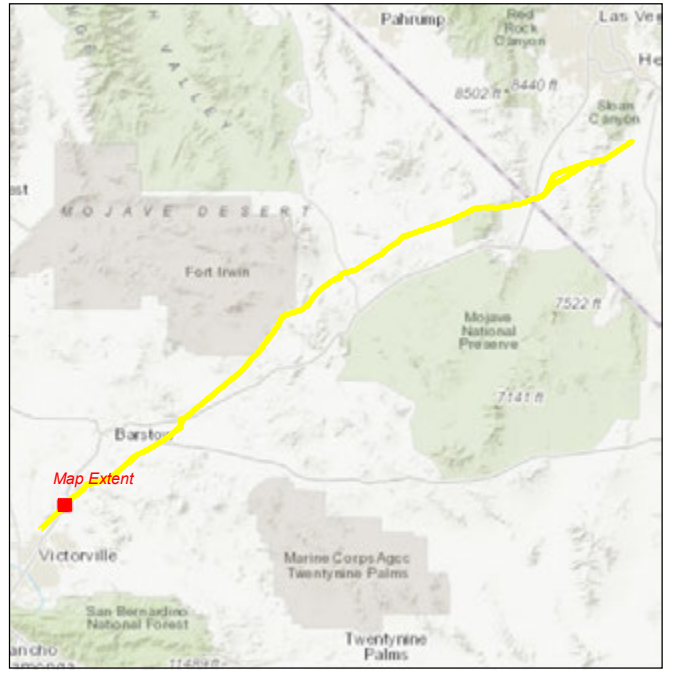 Pahrump
Red
Rock
Canyon
Las Ve
He
H VALLEY
8502 ft
8440 ft
Sloan
Canyon
st
MOJAVE DESERT
Fort Irwin
7522 ft
Mojave
National
Preserve
7141 ft
Barstow
Map Extent
Victorville
Marine Corps Agcc
Twentynine Palms
San Bernardino
National Forest
Twentynine
Palms
ancho
amonga
11489 ft